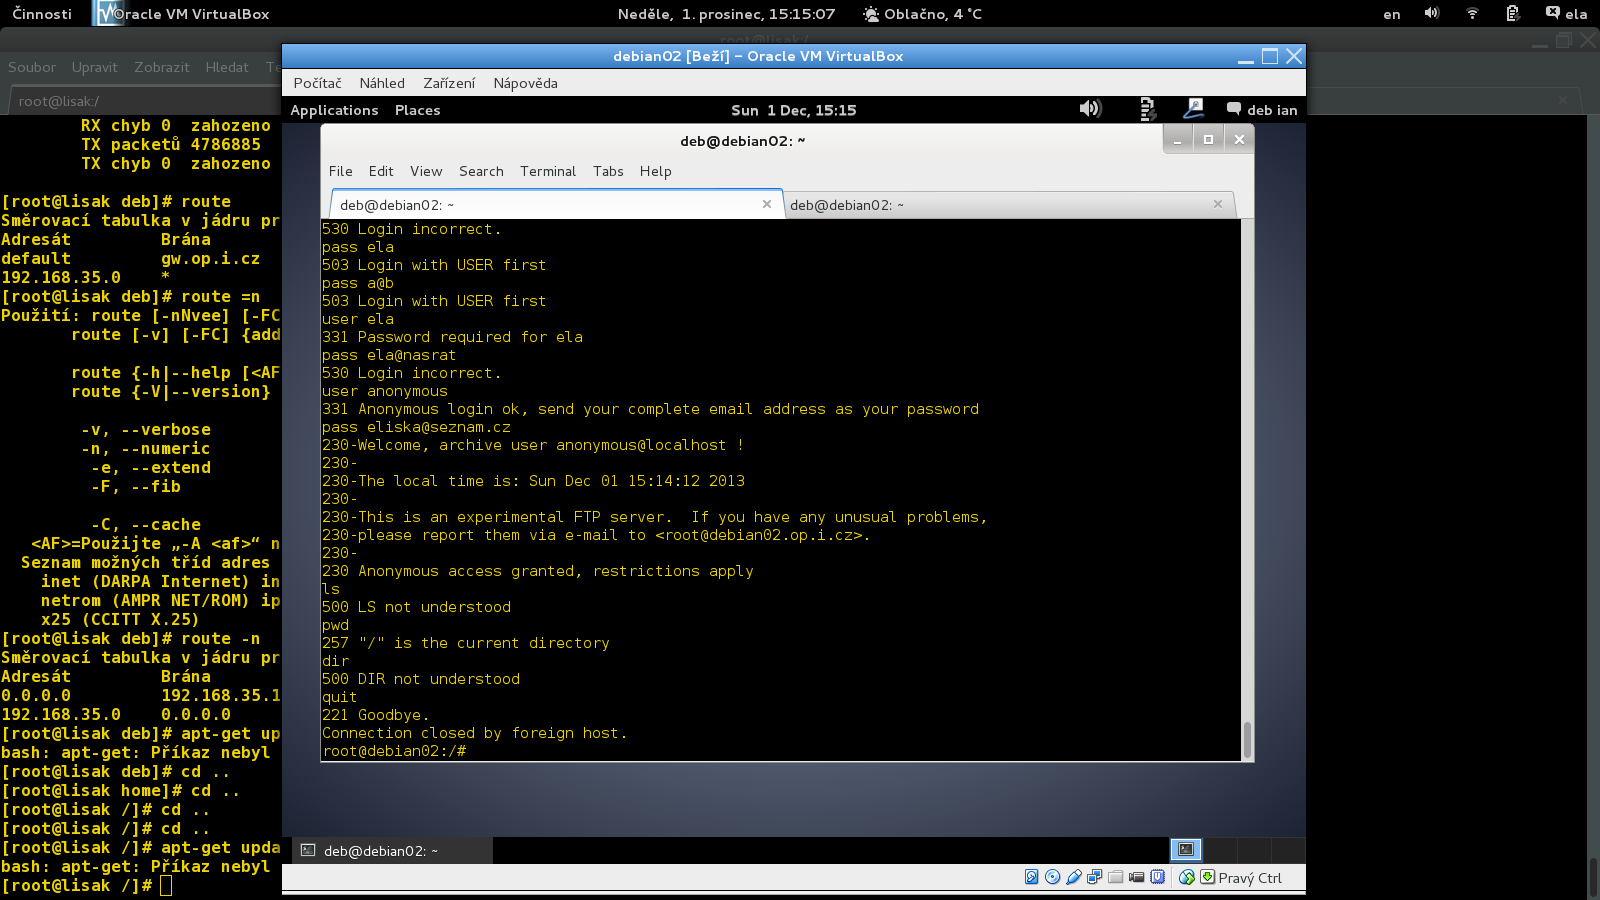 Činnosti
Oracle VM VirtualBox
Neděle,  1. prosinec, 15:15:07
Oblačno, 4 °C
en
ela
root@lisak:/
Soubor Upravit Zobrazit Hledat Te
root@lisak:/
RX chyb 0  zahozeno
TX packetů 4786885
TX chyb 0  zahozeno
[root@lisak deb]# route
Směrovací tabulka v jádru pr
Adresát         Brána
default         gw.op.i.cz
192.168.35.0    *
[root@lisak deb]# route =n
Použití: route [-nNvee] [-FC
route [-v] [-FC] {add
route {-h|--help [<AF
route {-V|--version}
-v, --verbose
-n, --numeric
-e, --extend
-F, --fib
-C, --cache
<AF>=Použijte „-A <af>“ n
Seznam možných tříd adres
inet (DARPA Internet) in
netrom (AMPR NET/ROM) ip
x25 (CCITT X.25)
[root@lisak deb]# route -n
Směrovací tabulka v jádru pr
Adresát         Brána
0.0.0.0         192.168.35.1
192.168.35.0    0.0.0.0
[root@lisak deb]# apt-get up
bash: apt-get: Příkaz nebyl
[root@lisak deb]# cd ..
[root@lisak home]# cd ..
[root@lisak /]# cd ..
[root@lisak /]# cd ..
[root@lisak /]# apt-get upda
bash: apt-get: Příkaz nebyl
[root@lisak /]#
debian02 [Beží] – Oracle VM VirtualBox
Počítač Náhled Zařízení Nápověda
Applications Places
Sun  1 Dec, 15:15
deb ian
deb@debian02: ~
File Edit View Search Terminal Tabs Help
deb@debian02: ~
deb@debian02: ~
530 Login incorrect.
pass ela
503 Login with USER first
pass a@b
503 Login with USER first
user ela
331 Password required for ela
pass ela@nasrat
530 Login incorrect.
user anonymous
331 Anonymous login ok, send your complete email address as your password
pass eliska@seznam.cz
230-Welcome, archive user anonymous@localhost !
230-
230-The local time is: Sun Dec 01 15:14:12 2013
230-
230-This is an experimental FTP server.  If you have any unusual problems,
230-please report them via e-mail to <root@debian02.op.i.cz>.
230-
230 Anonymous access granted, restrictions apply
ls
500 LS not understood
pwd
257 "/" is the current directory
dir
500 DIR not understood
quit
221 Goodbye.
Connection closed by foreign host.
root@debian02:/#
deb@debian02: ~
Pravý Ctrl